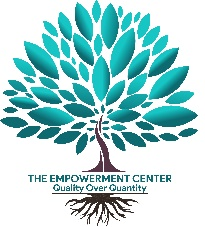 THE EMPOWERMENT CENTER
Quality Over Quantity